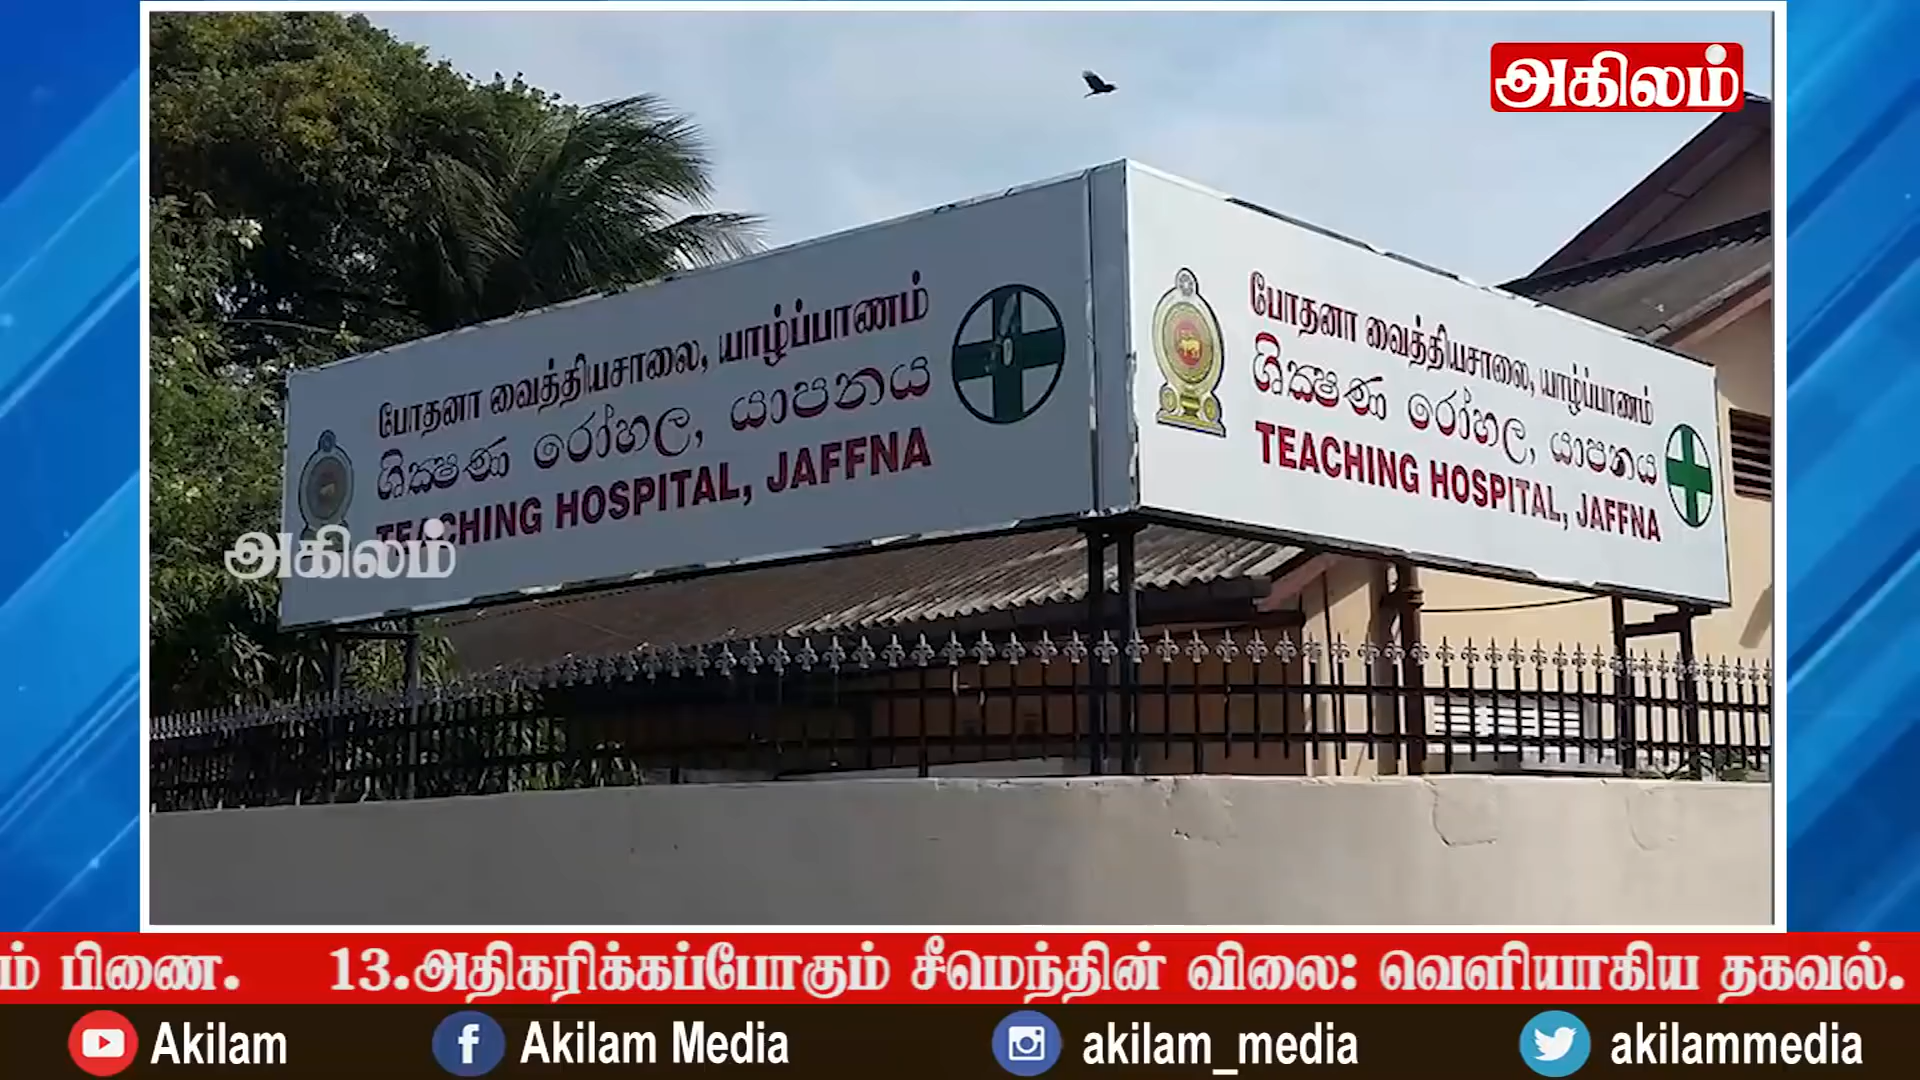 அகிலம்
போதனா வைத்தியசாலை, யாழ்ப்பாணம்
ශික්ෂණ රෝහල, යාපනය
TEACHING HOSPITAL, JAFFNA
போதனா வைத்தியசாலை, யாழ்ப்பாணம்
ශික්ෂණ රෝහල, යාපනය
TEACHING HOSPITAL, JAFFNA
அகிலம்
ம் பிணை. 13.அதிகரிக்கப்போகும் சீமெந்தின் விலை: வெளியாகிய தகவல்.
Akilam
Akilam Media
akilam_media
akilammedia